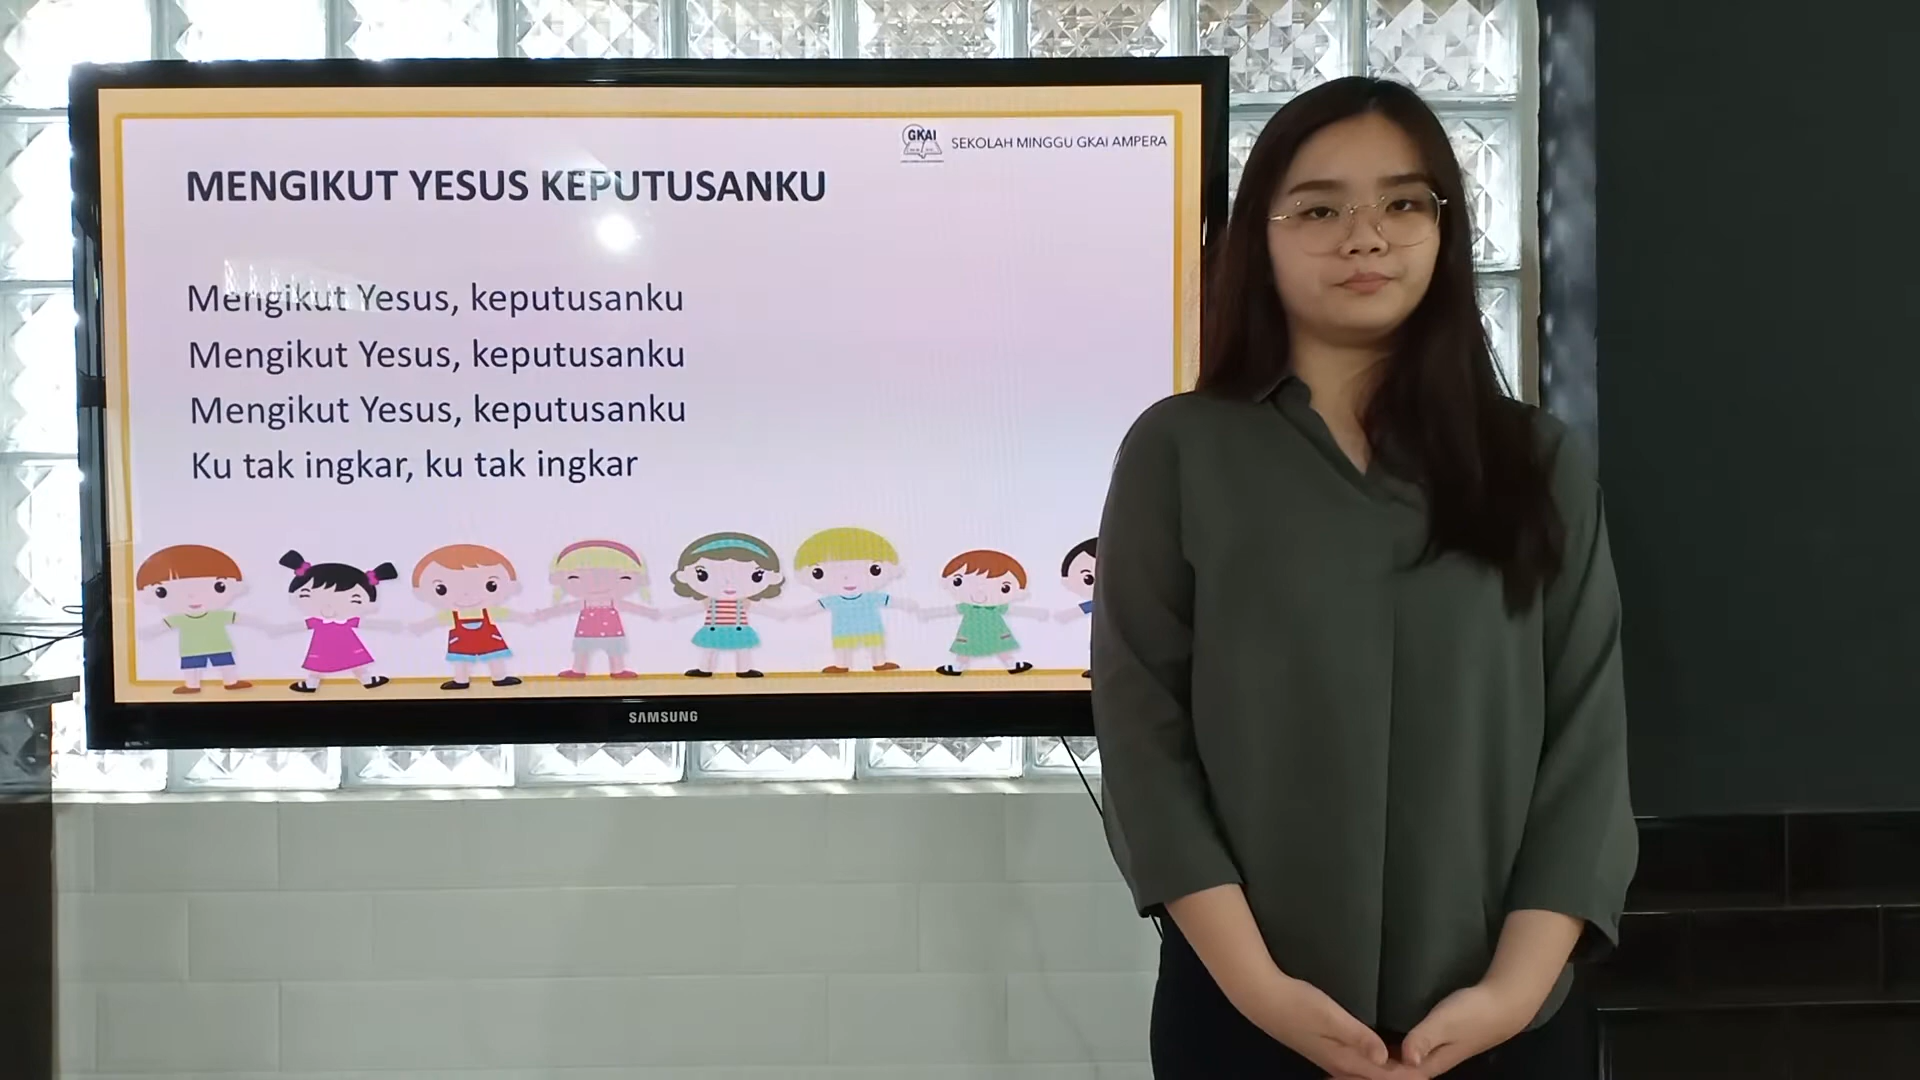 GKAI
SEKOLAH MINGGU GKAI AMPERA
MENGIKUT YESUS KEPUTUSANKU
Mengikut Yesus, keputusanku
Mengikut Yesus, keputusanku
Mengikut Yesus, keputusanku
Ku tak ingkar, ku tak ingkar
SAMSUNG